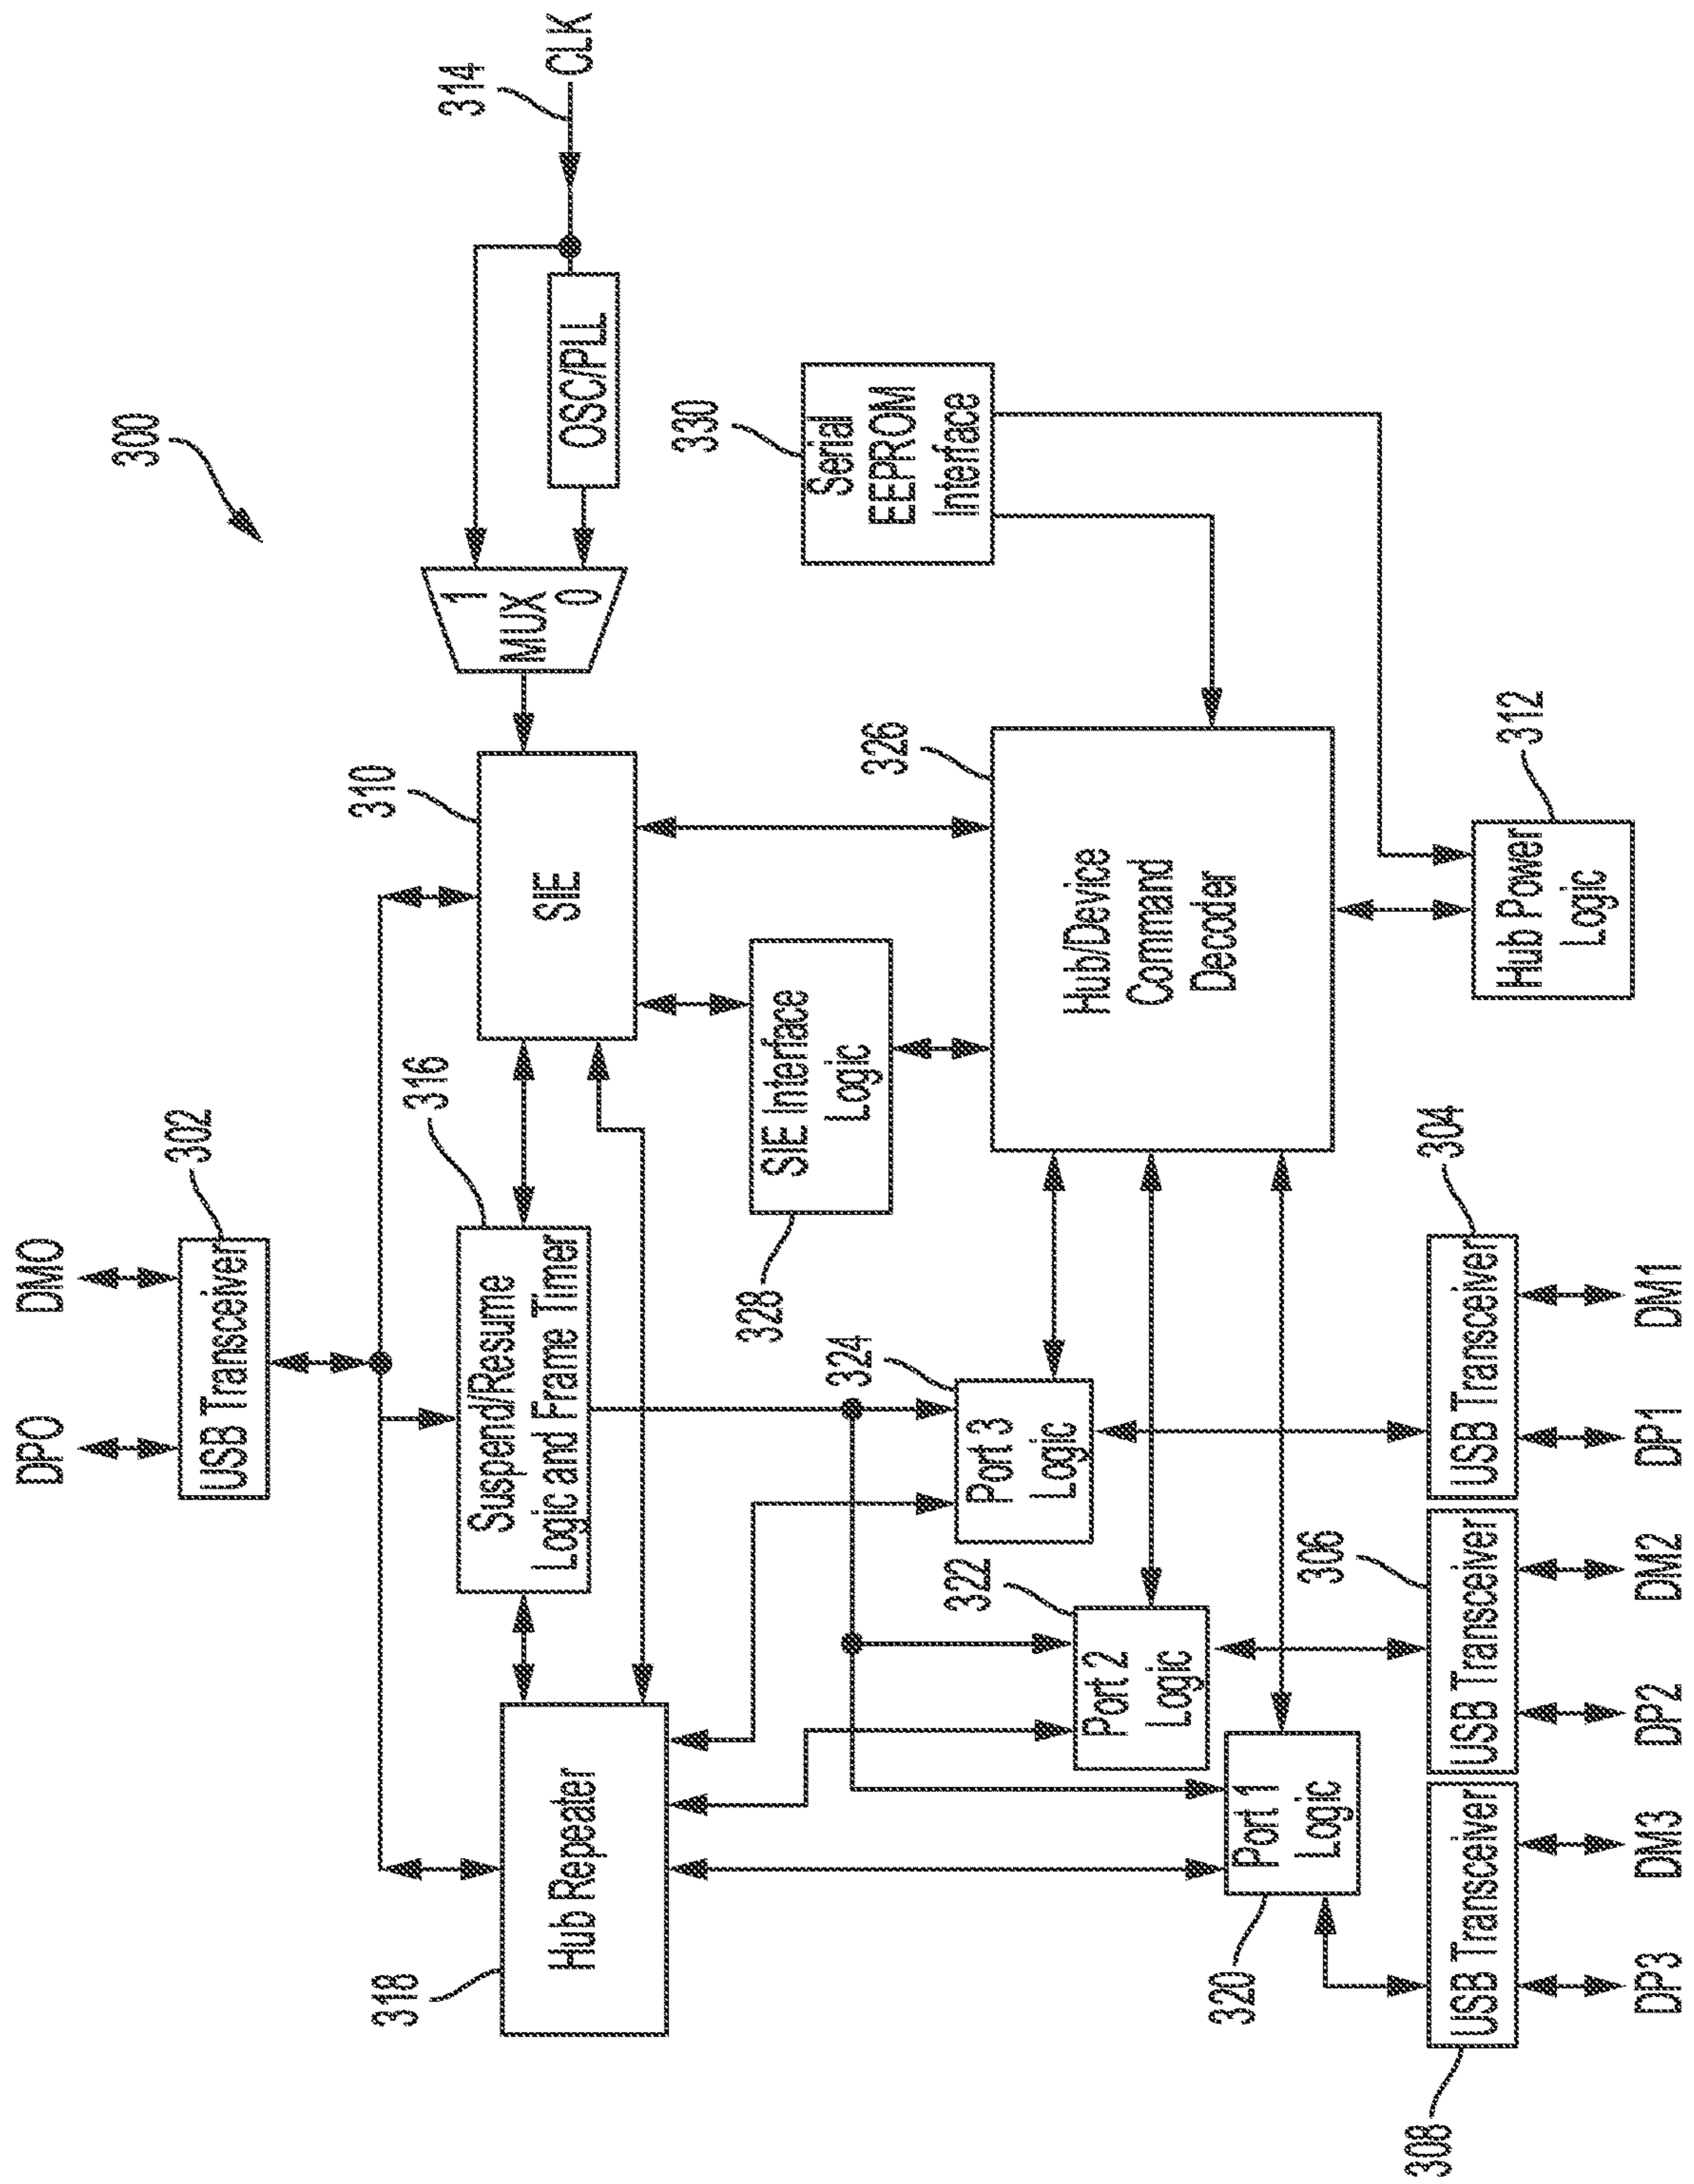 300
DP0
DM0
302
USB Transceiver
314
CLK
OSC/PLL
1
MUX
0
310
SIE
316
Suspend/Resume
Logic and Frame Timer
318
Hub Repeater
328
SIE Interface
Logic
330
Serial
EEPROM
Interface
326
Hub/Device
Command
Decoder
312
Hub Power
Logic
324
Port 3
Logic
322
Port 2
Logic
320
Port 1
Logic
308
USB Transceiver
306
USB Transceiver
304
USB Transceiver
DP3
DM3
DP2
DM2
DP1
DM1